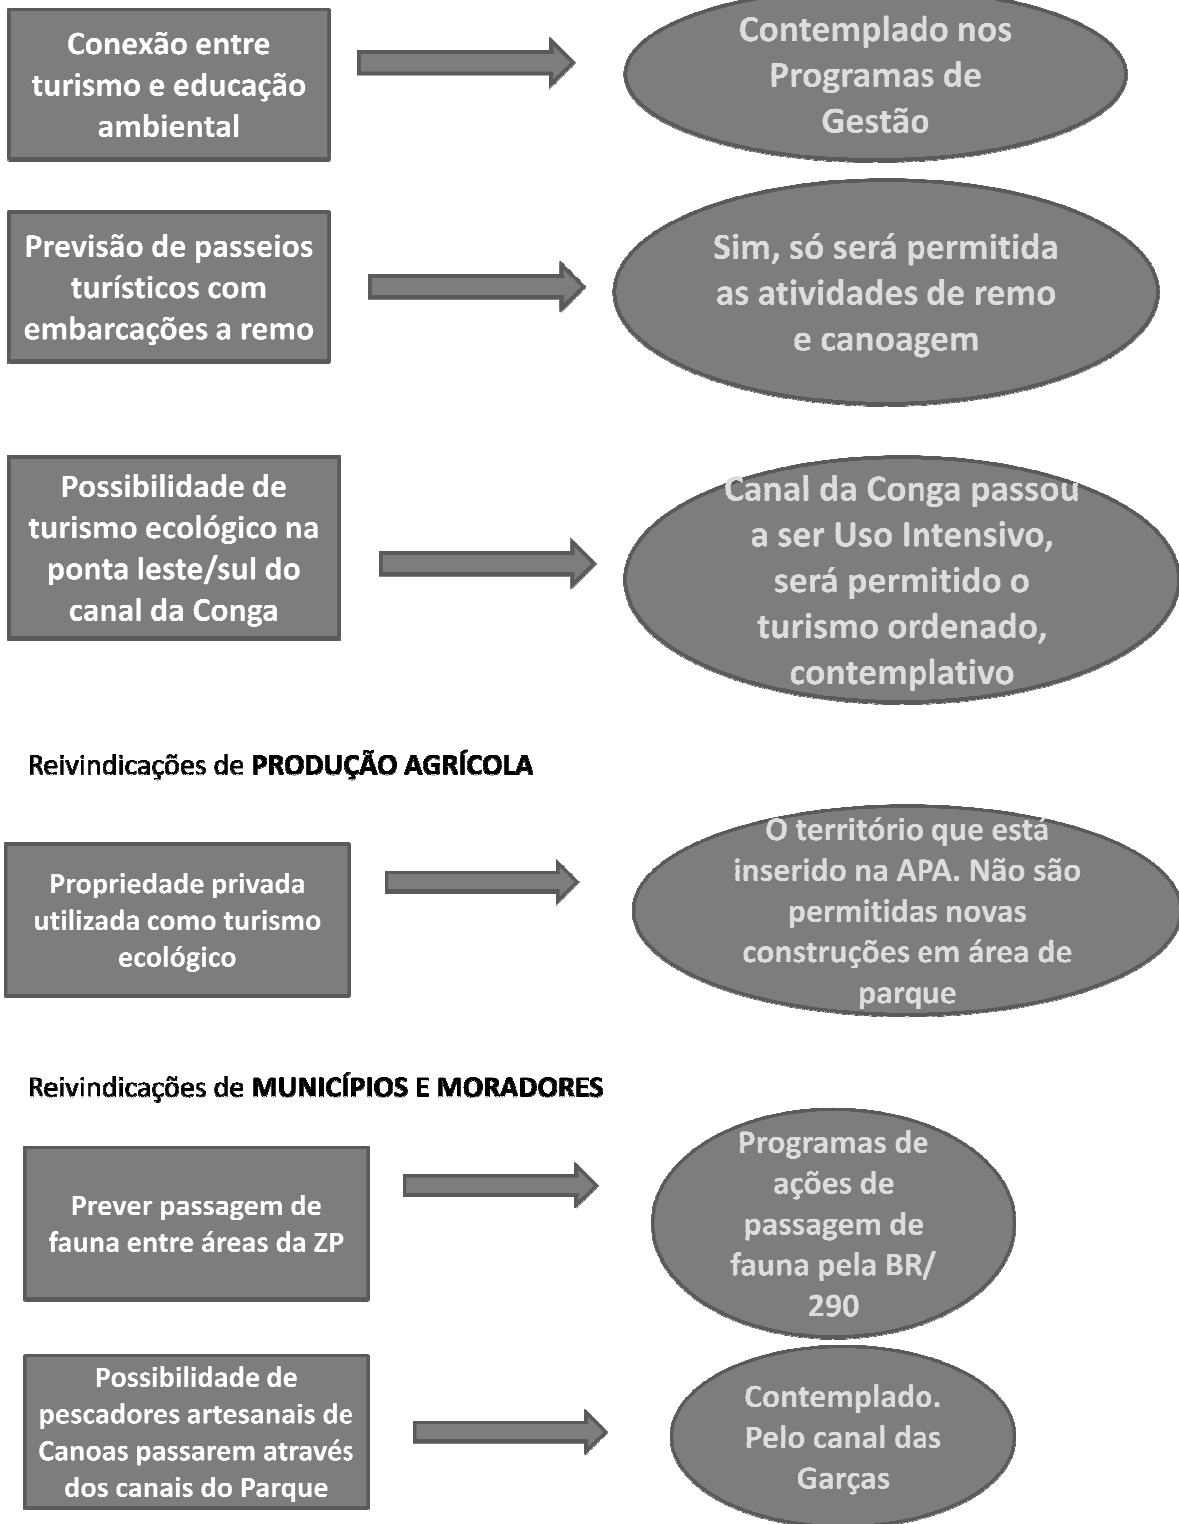 Conexão entre
turismo e educação
ambiental
Contemplado nos
Programas de
Gestão
Previsão de passeios
turísticos com
embarcações a remo
Sim, só será permitida
as atividades de remo
e canoagem
Possibilidade de
turismo ecológico na
ponta leste/sul do
canal da Conga
Canal da Conga passou
a ser Uso Intensivo,
será permitido o
turismo ordenado,
contemplativo
Reivindicações de PRODUÇÃO AGRÍCOLA
Propriedade privada
utilizada como turismo
ecológico
O território que está
inserido na APA. Não são
permitidas novas
construções em área de
parque
Reivindicações de MUNICÍPIOS E MORADORES
Prever passagem de
fauna entre áreas da ZP
Programas de
ações de
passagem de
fauna pela BR/
290
Possibilidade de
pescadores artesanais de
Canoas passarem através
dos canais do Parque
Contemplado.
Pelo canal das
Garças